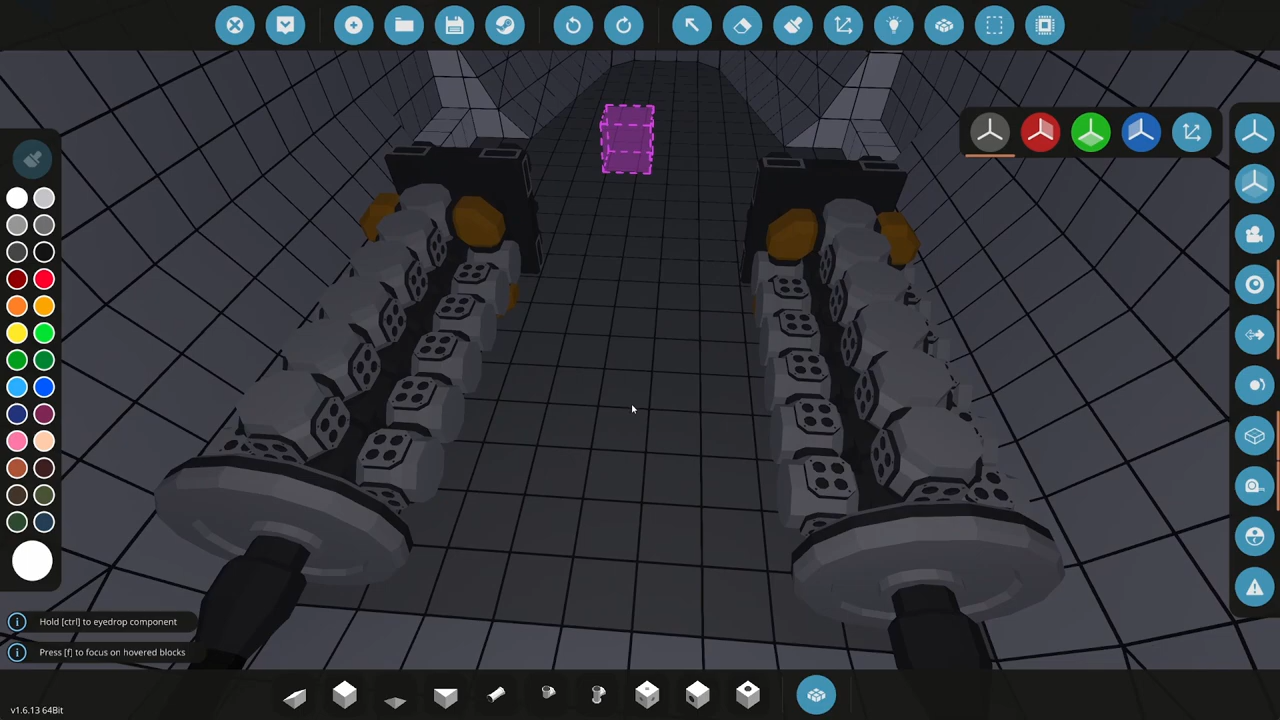 Hold [ctrl] to eyedrop component
Press [f] to focus on hovered blocks
v1.6.13 64Bit